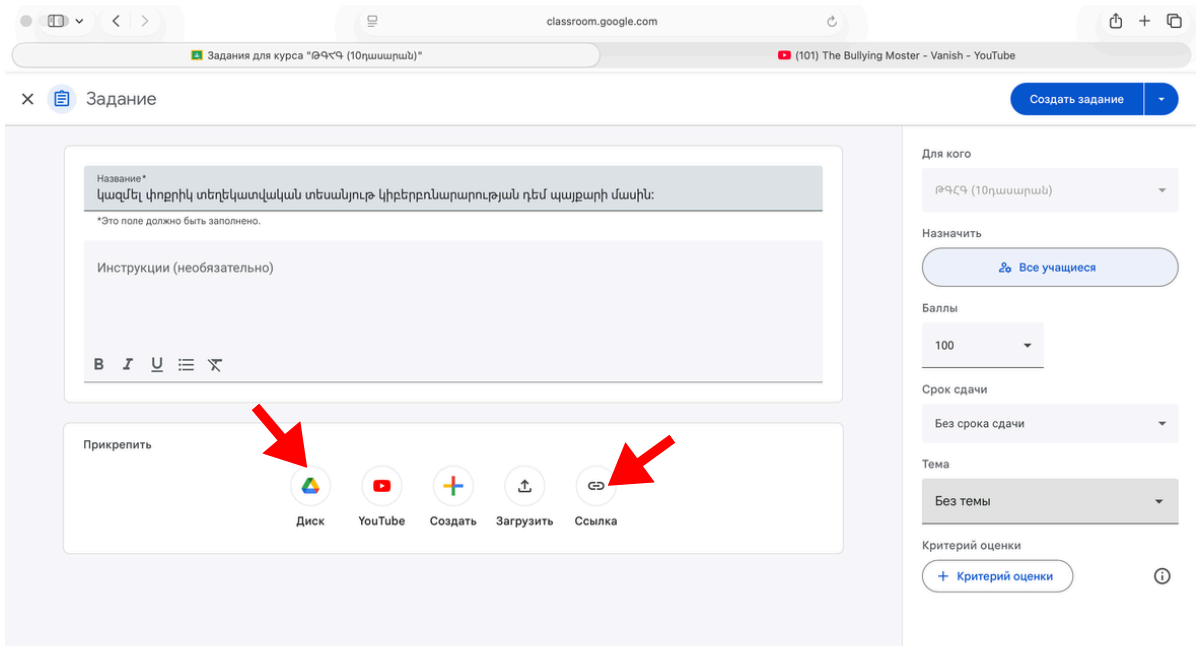 classroom.google.com
Задания для курса "ԹԳՀԳ (10դասարան)"
(101) The Bullying Moster - Vanish - YouTube
Задание
Создать задание
Название*
կազմել փոքրիկ տեղեկատվական տեսանյութ կիբերբռնարարության դեմ պայքարի մասին:
*Это поле должно быть заполнено.
Инструкции (необязательно)
B I U
Прикрепить
Диск
YouTube
Создать
Загрузить
Ссылка
Для кого
ԹԳՀԳ (10դասարան)
Назначить
Все учащиеся
Баллы
100
Срок сдачи
Без срока сдачи
Тема
Без темы
Критерий оценки
+ Критерий оценки